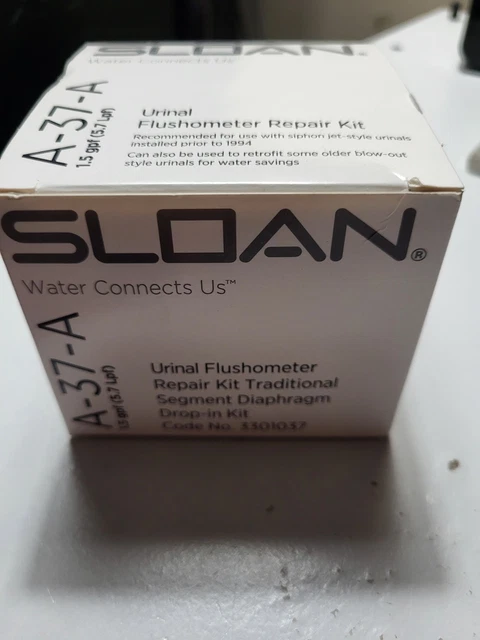 SLOAN®
Water Connects Us
A-37-A
1.5 gpf (5.7 Lpf)
Urinal
Flushometer Repair Kit
Recommended for use with siphon jet-style urinals
installed prior to 1994
Can also be used to retrofit some older blow-out
style urinals for water savings
SLOAN®
Water Connects Us™
A-37-A
1.5 gpf (5.7 Lpf)
Urinal Flushometer
Repair Kit Traditional
Segment Diaphragm
Drop-in Kit
Code No. 3301037